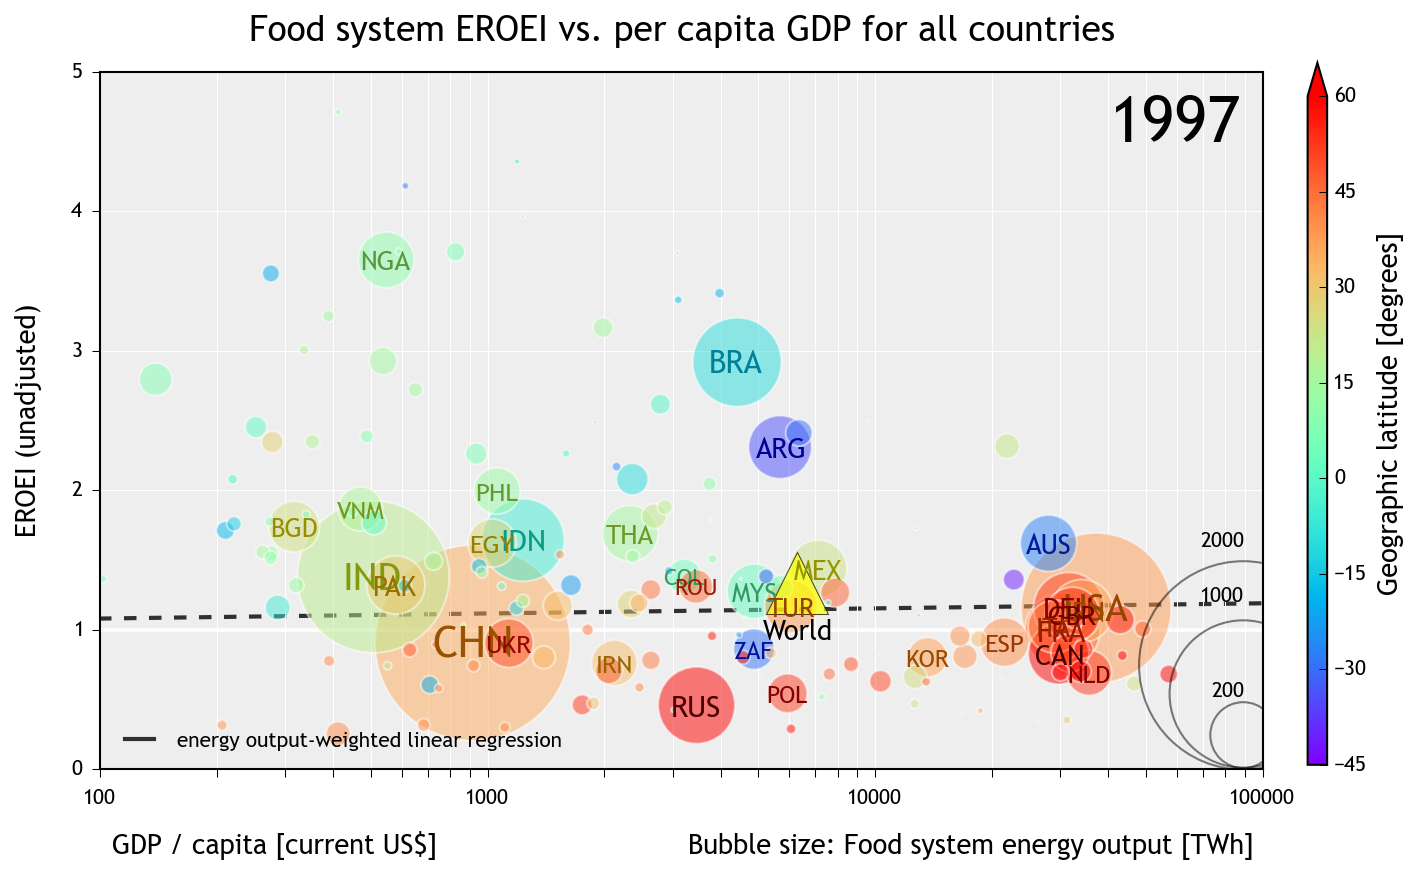 Food system EROEI vs. per capita GDP for all countries
1997
5
4
3
2
1
0
EROEI (unadjusted)
NGA
BRA
ARG
PHL
VNM
BGD
THA
EGY
IDN
AUS
IND
PAK
COL
ROU
MYS
MEX
TUR
World
DEU
USA
GBR
FRA
CAN
NLD
ESP
KOR
CHN
UKR
IRN
ZAF
RUS
POL
2000
1000
200
energy output-weighted linear regression
100
1000
10000
100000
GDP / capita [current US$]
Bubble size: Food system energy output [TWh]
60
45
30
15
0
−15
−30
−45
Geographic latitude [degrees]